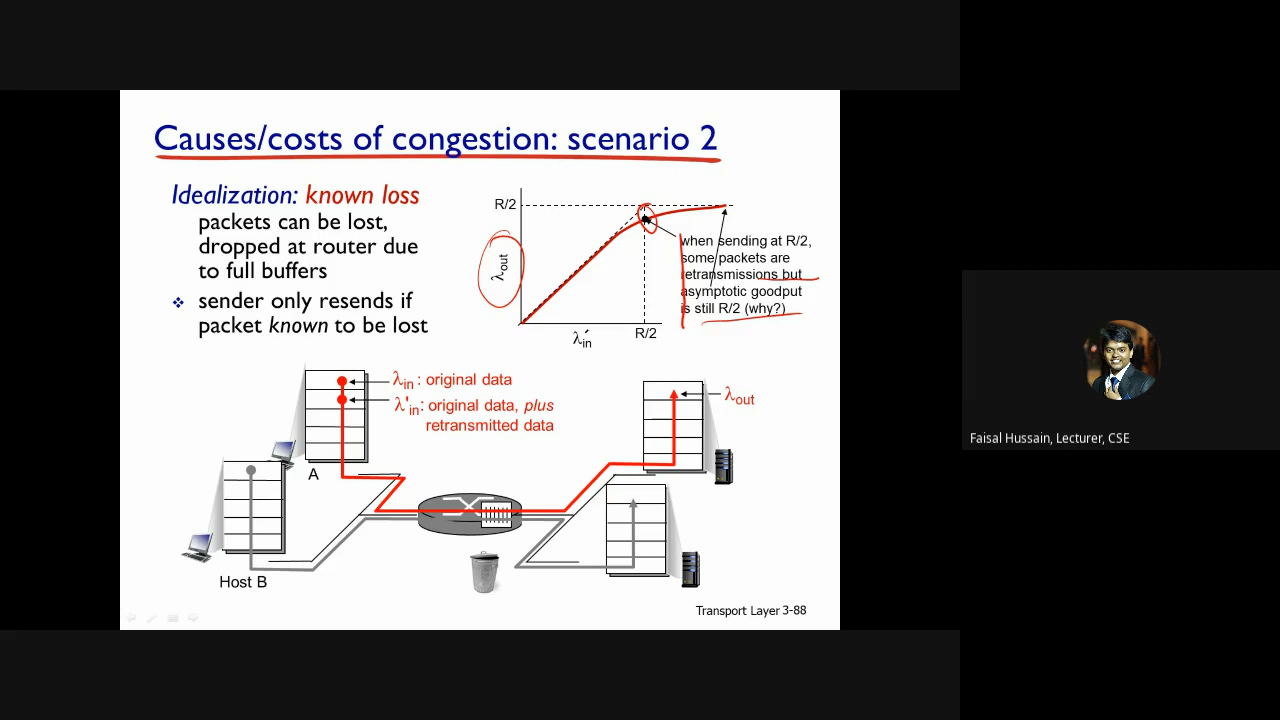 Causes/costs of congestion: scenario 2
Idealization: known loss
packets can be lost,
dropped at router due
to full buffers
❖ sender only resends if
packet known to be lost
R/2
λout
λ'in
R/2
when sending at R/2,
some packets are
retransmissions but
asymptotic goodput
is still R/2 (why?)
λin : original data
λ'in: original data, plus
retransmitted data
λout
A
Host B
Transport Layer 3-88
Faisal Hussain, Lecturer, CSE